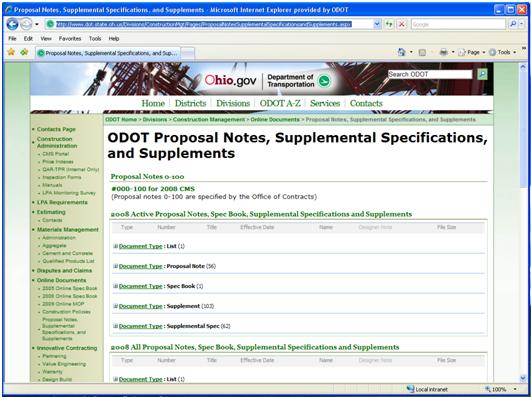 Proposal Notes, Supplemental Specifications, and Supplements - Microsoft Internet Explorer provided by ODOT
http://www.dot.state.oh.us/Divisions/ConstructionMgt/Pages/ProposalNotesSupplementalSpecificationsandSupplements.aspx
Google
File Edit View Favorites Tools Help
Proposal Notes, Supplemental Specifications, and Sup...
Page Tools
Ohio.gov Department of Transportation
Search ODOT
Home Districts Divisions ODOT A-Z Services Contacts
ODOT Home > Divisions > Construction Management > Online Documents > Proposal Notes, Supplemental Specifications, and Supplements
Contacts Page
Construction Administration
CMS Portal
Price Indexes
QAR-TPR (Internal Only)
Inspection Forms
Manuals
LPA Monitoring Survey
LPA Requirements
Estimating
Contacts
Materials Management
Administration
Aggregate
Cement and Concrete
Qualified Products List
Disputes and Claims
Online Documents
2005 Online Spec Book
2008 Online Spec Book
2009 Online MOP
Construction Policies
Proposal Notes, Supplemental Specifications, and Supplements
Innovative Contracting
Partnering
Value Engineering
Warranty
Design Build
ODOT Proposal Notes, Supplemental Specifications,
and Supplements
Proposal Notes 0-100
#000-100 for 2008 CMS
(Proposal notes 0-100 are specified by the Office of Contracts)
2008 Active Proposal Notes, Spec Book, Supplemental Specifications and Supplements
Type Number Title Effective Date Name Designer Note File Size
Document Type : List (1)
Document Type : Proposal Note (56)
Document Type : Spec Book (1)
Document Type : Supplement (103)
Document Type : Supplemental Spec (62)
2008 All Proposal Notes, Spec Book, Supplemental Specifications and Supplements
Type Number Title Effective Date Name Designer Note File Size
Document Type : List (1)
Local intranet
100%